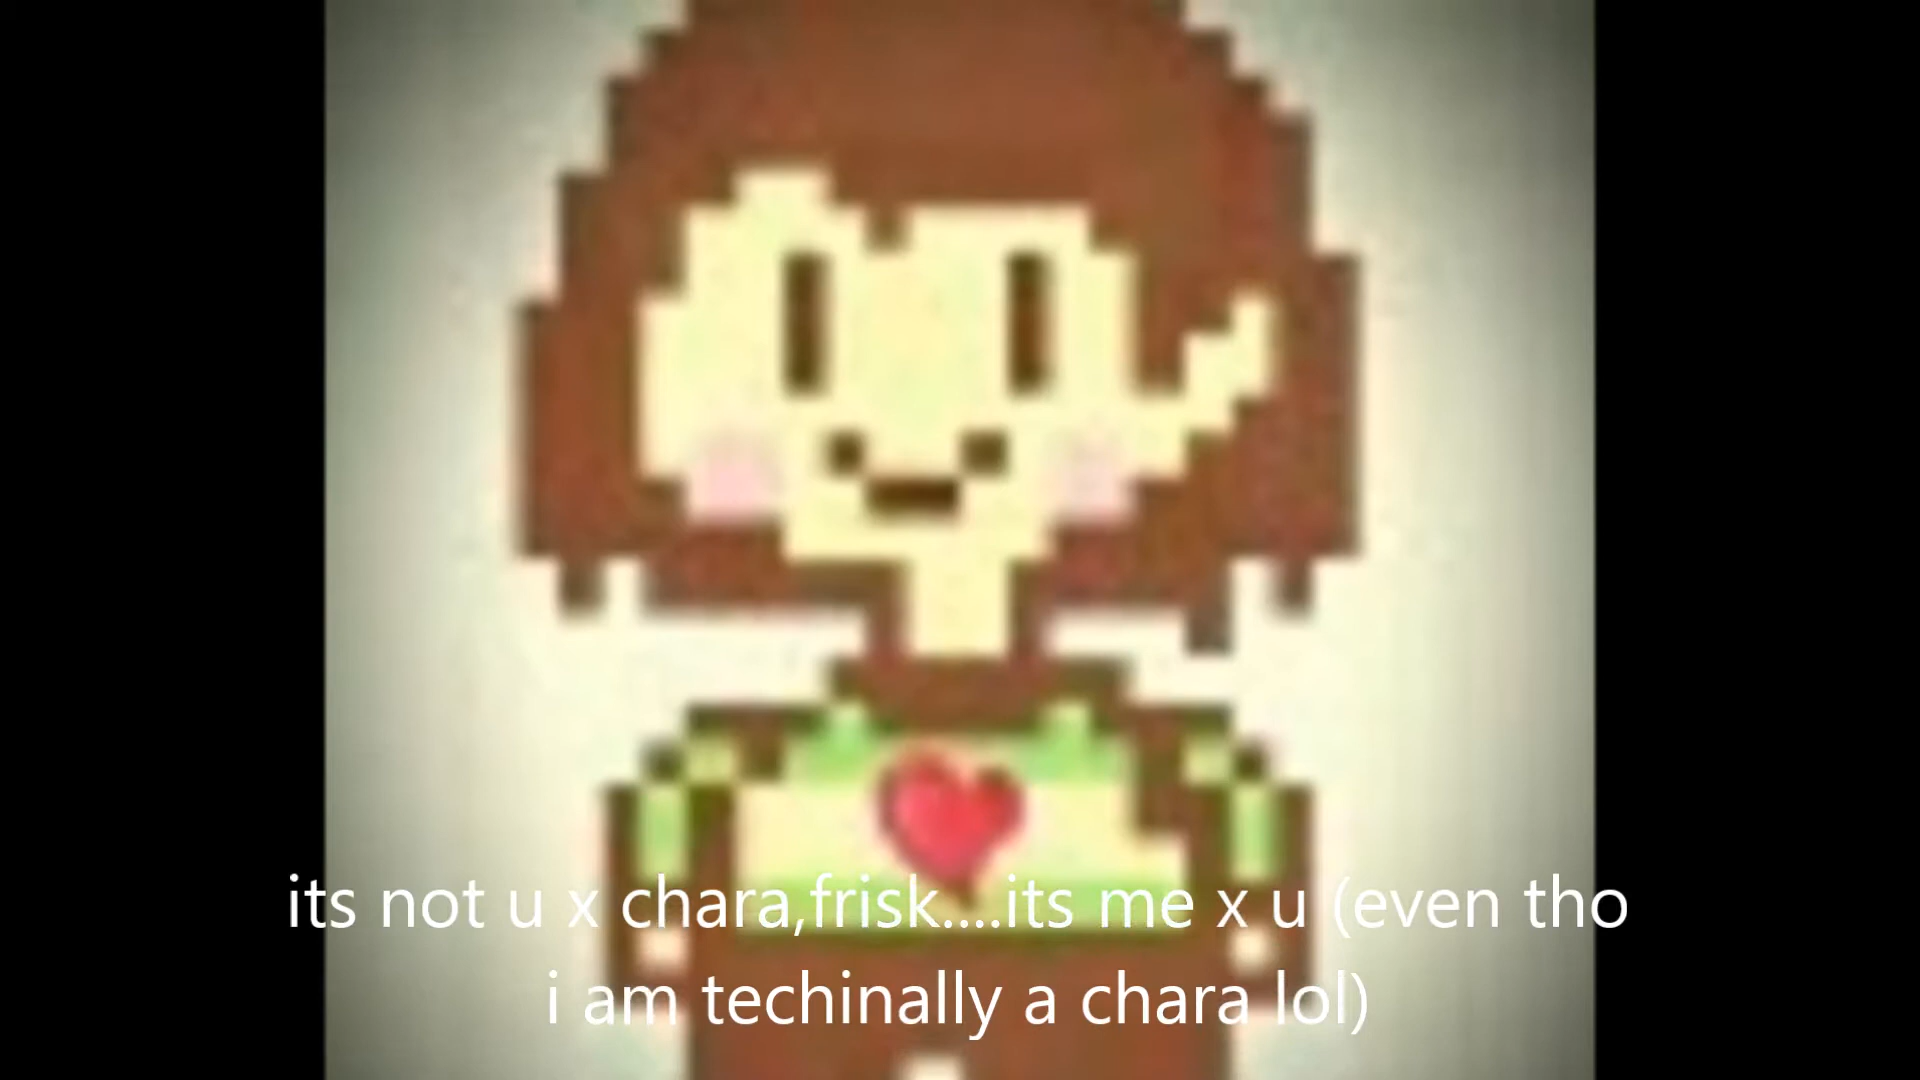 its not u x chara,frisk....its me x u (even tho
i am techinally a chara lol)